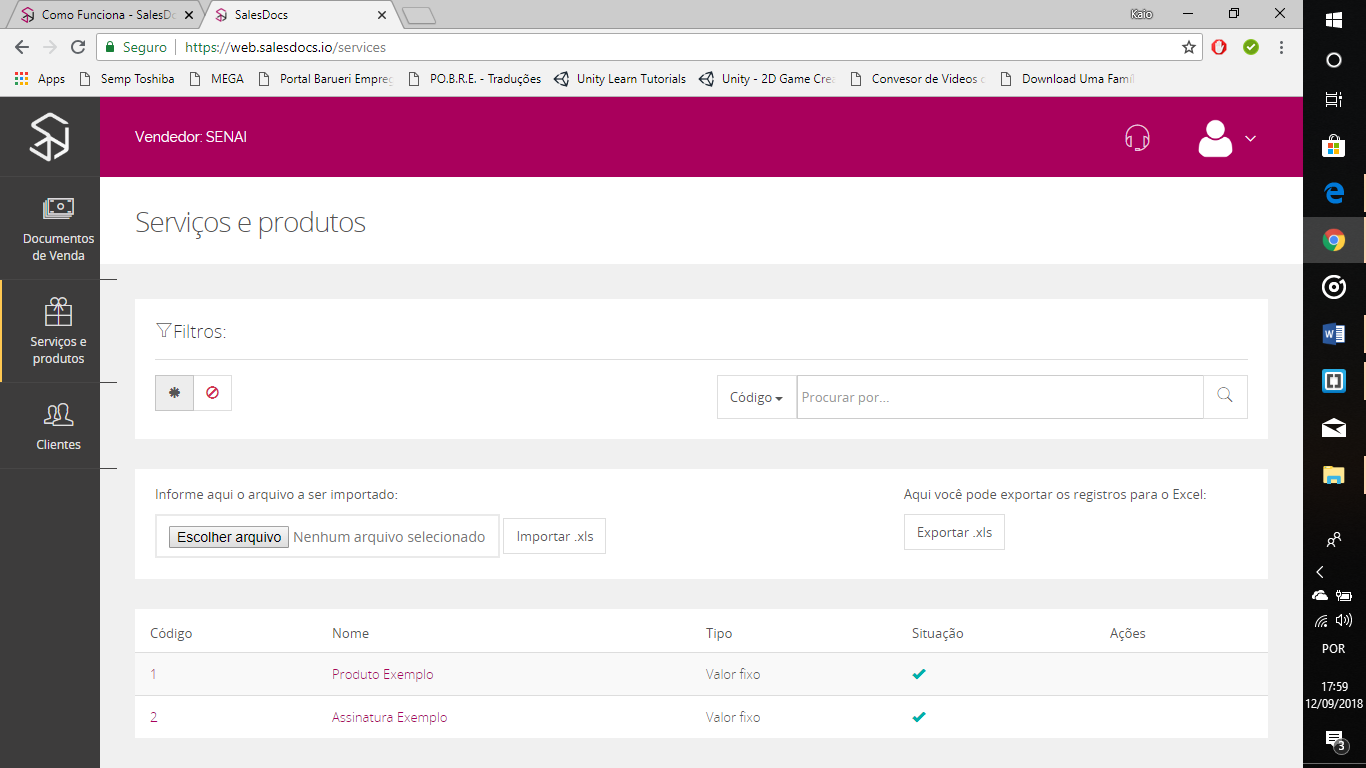 Como Funciona - SalesDo
SalesDocs
Kaio
Seguro
https://web.salesdocs.io/services
Apps
Semp Toshiba
MEGA
Portal Barueri Empreg
PO.B.R.E. - Traduções
Unity Learn Tutorials
Unity - 2D Game Crea
Convesor de Videos o
Download Uma Famíl
Vendedor: SENAI
Documentos
de Venda
Serviços e
produtos
Clientes
Serviços e produtos
Filtros:
Código
Procurar por...
Informe aqui o arquivo a ser importado:
Escolher arquivo Nenhum arquivo selecionado
Importar .xls
Aqui você pode exportar os registros para o Excel:
Exportar .xls
Código Nome Tipo Situação Ações
1 Produto Exemplo Valor fixo
2 Assinatura Exemplo Valor fixo
POR
17:59
12/09/2018
3